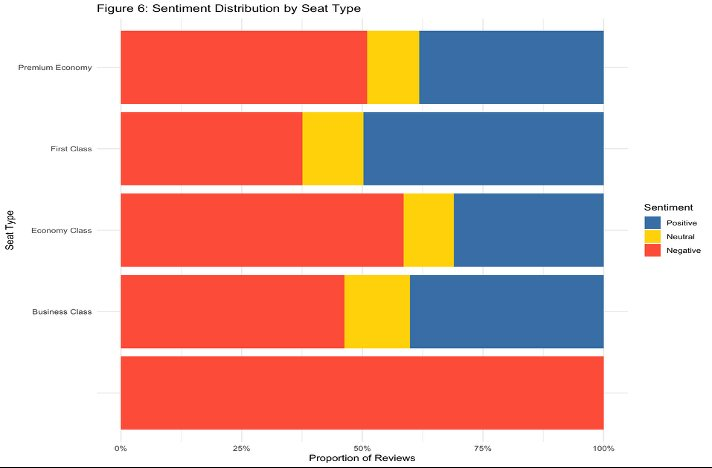 Figure 6: Sentiment Distribution by Seat Type
Premium Economy
First Class
Economy Class
Business Class
Seat Type
Sentiment
Positive
Neutral
Negative
0%
25%
50%
75%
100%
Proportion of Reviews